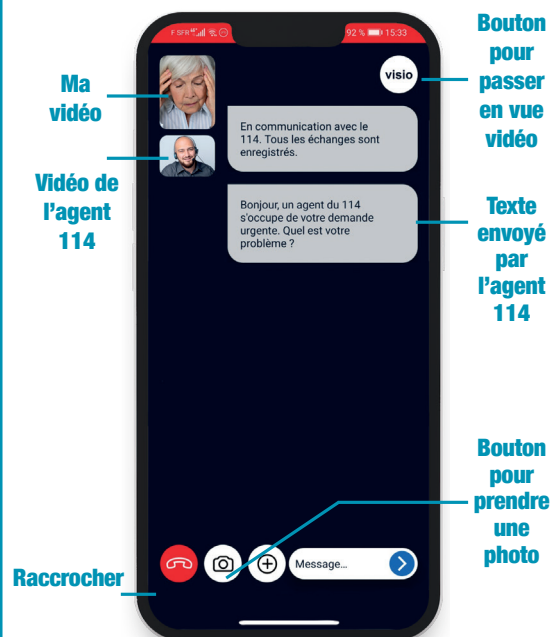 F SFR
92 %
15:33
Bouton
pour
passer
en vue
vidéo
visio
Ma
vidéo
En communication avec le
114. Tous les échanges sont
enregistrés.
Vidéo de
l'agent
114
Bonjour, un agent du 114
s'occupe de votre demande
urgente. Quel est votre
problème ?
Texte
envoyé
par
l'agent
114
Bouton
pour
prendre
une
photo
Message...
Raccrocher